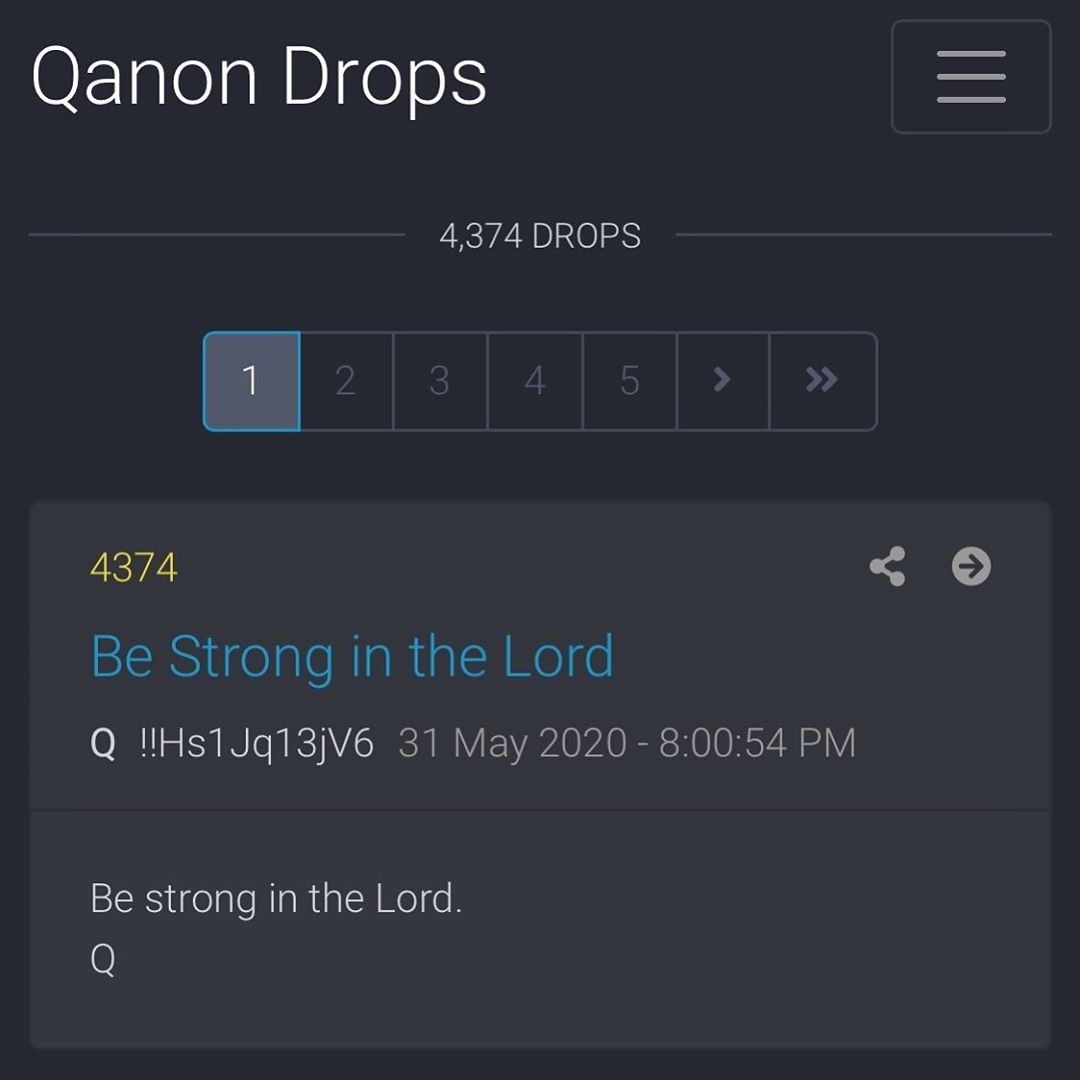 Qanon Drops
4,374 DROPS
1 2 3 4 5 › »
4374
Be Strong in the Lord
Q !!Hs1Jq13jV6 31 May 2020 - 8:00:54 PM
Be strong in the Lord.
Q